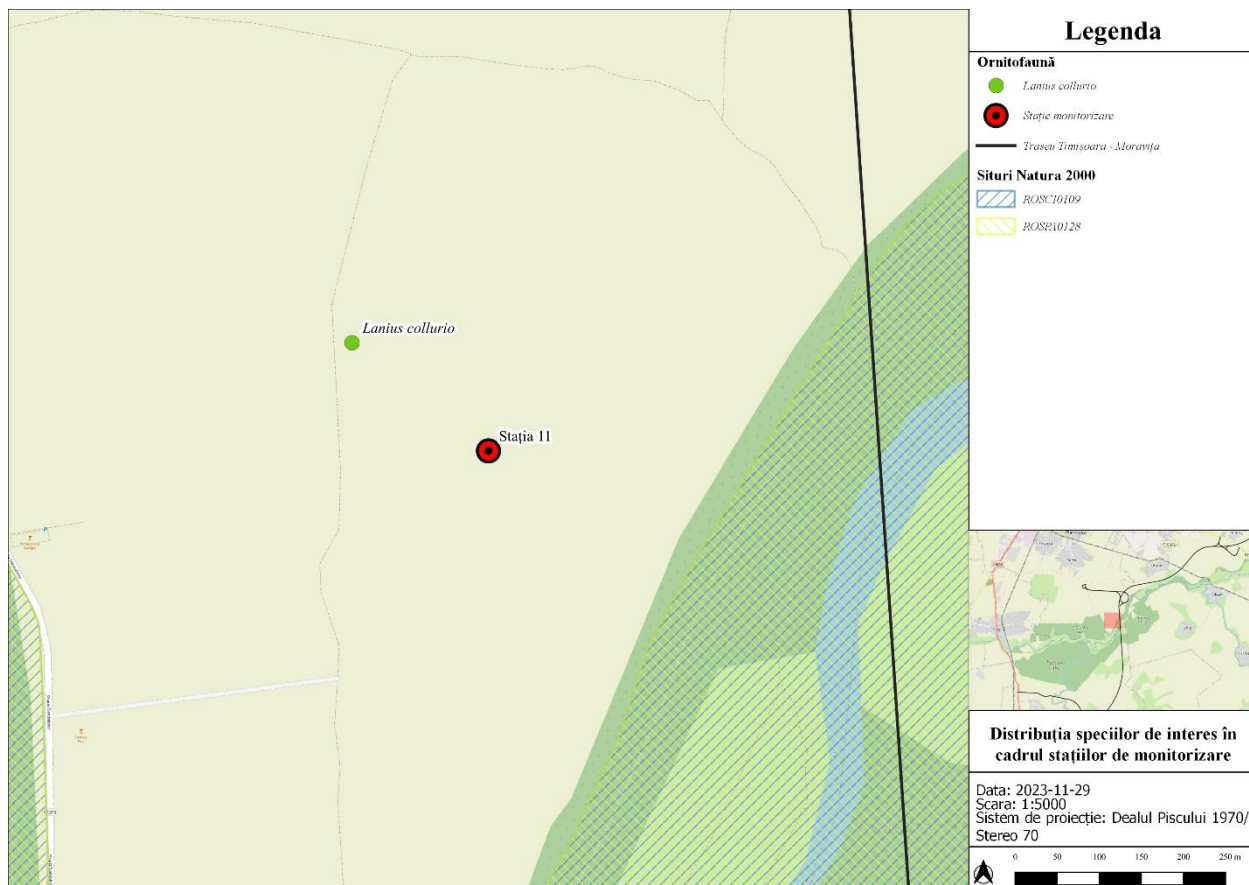 Legenda
Ornitofaună
Lanius collurio
Stație monitorizare
Traseu Timișoara - Moravița
Situri Natura 2000
ROSCI0109
ROSPA0128
Lanius collurio
Stația 11
Distribuția speciilor de interes în
cadrul stațiilor de monitorizare
Data: 2023-11-29
Scara: 1:5000
Sistem de proiecție: Dealul Piscului 1970/
Stereo 70
0 50 100 150 200 250 m